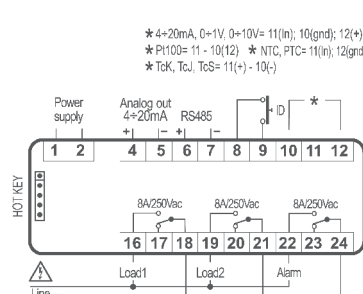 * 4÷20mA, 0÷1V, 0÷10V= 11(In); 10(gnd); 12(+)
* Pt100= 11 - 10(12) * NTC, PTC= 11(In); 12(gnd
* TcK, TcJ, TcS= 11(+) - 10(-)
Power supply
Analog out 4÷20mA
RS485
ID
*
+ − + −
1 2 4 5 6 7 8 9 10 11 12
HOT KEY
8A/250Vac 8A/250Vac 8A/250Vac
16 17 18 19 20 21 22 23 24
Load1 Load2 Alarm
Line